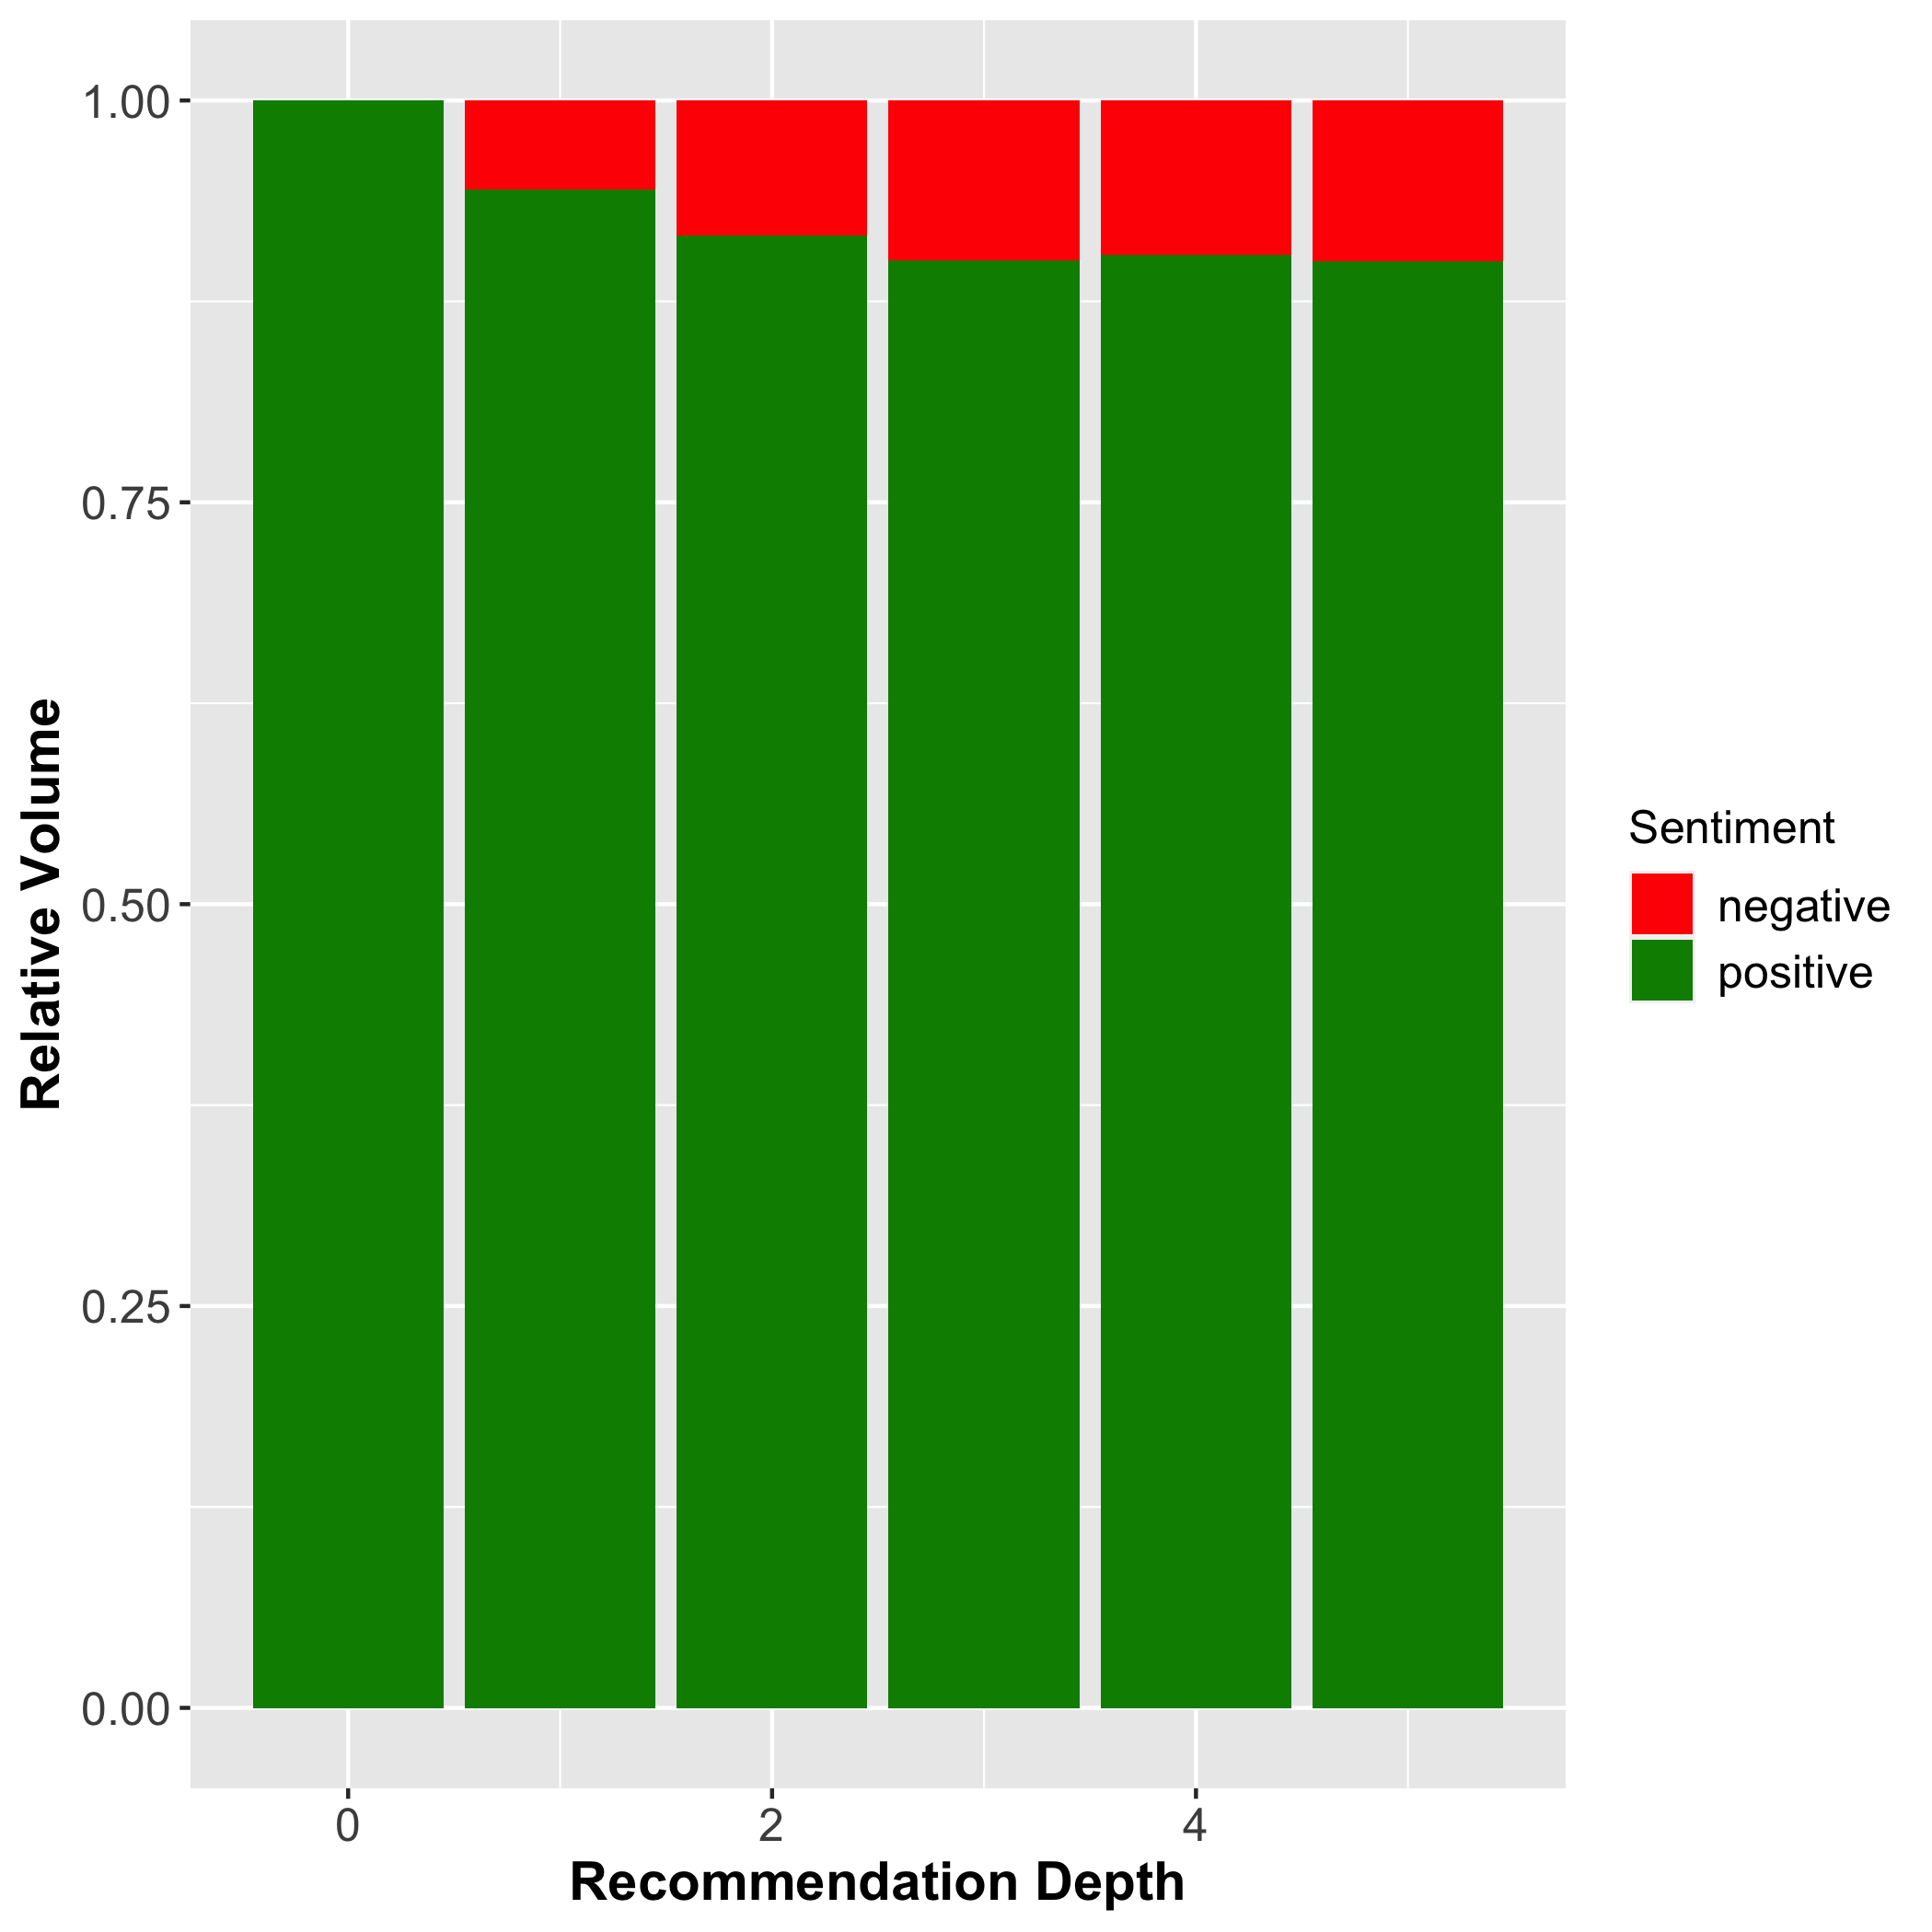 1.00
0.75
0.50
0.25
0.00
Relative Volume
0 2 4
Recommendation Depth
Sentiment
negative
positive